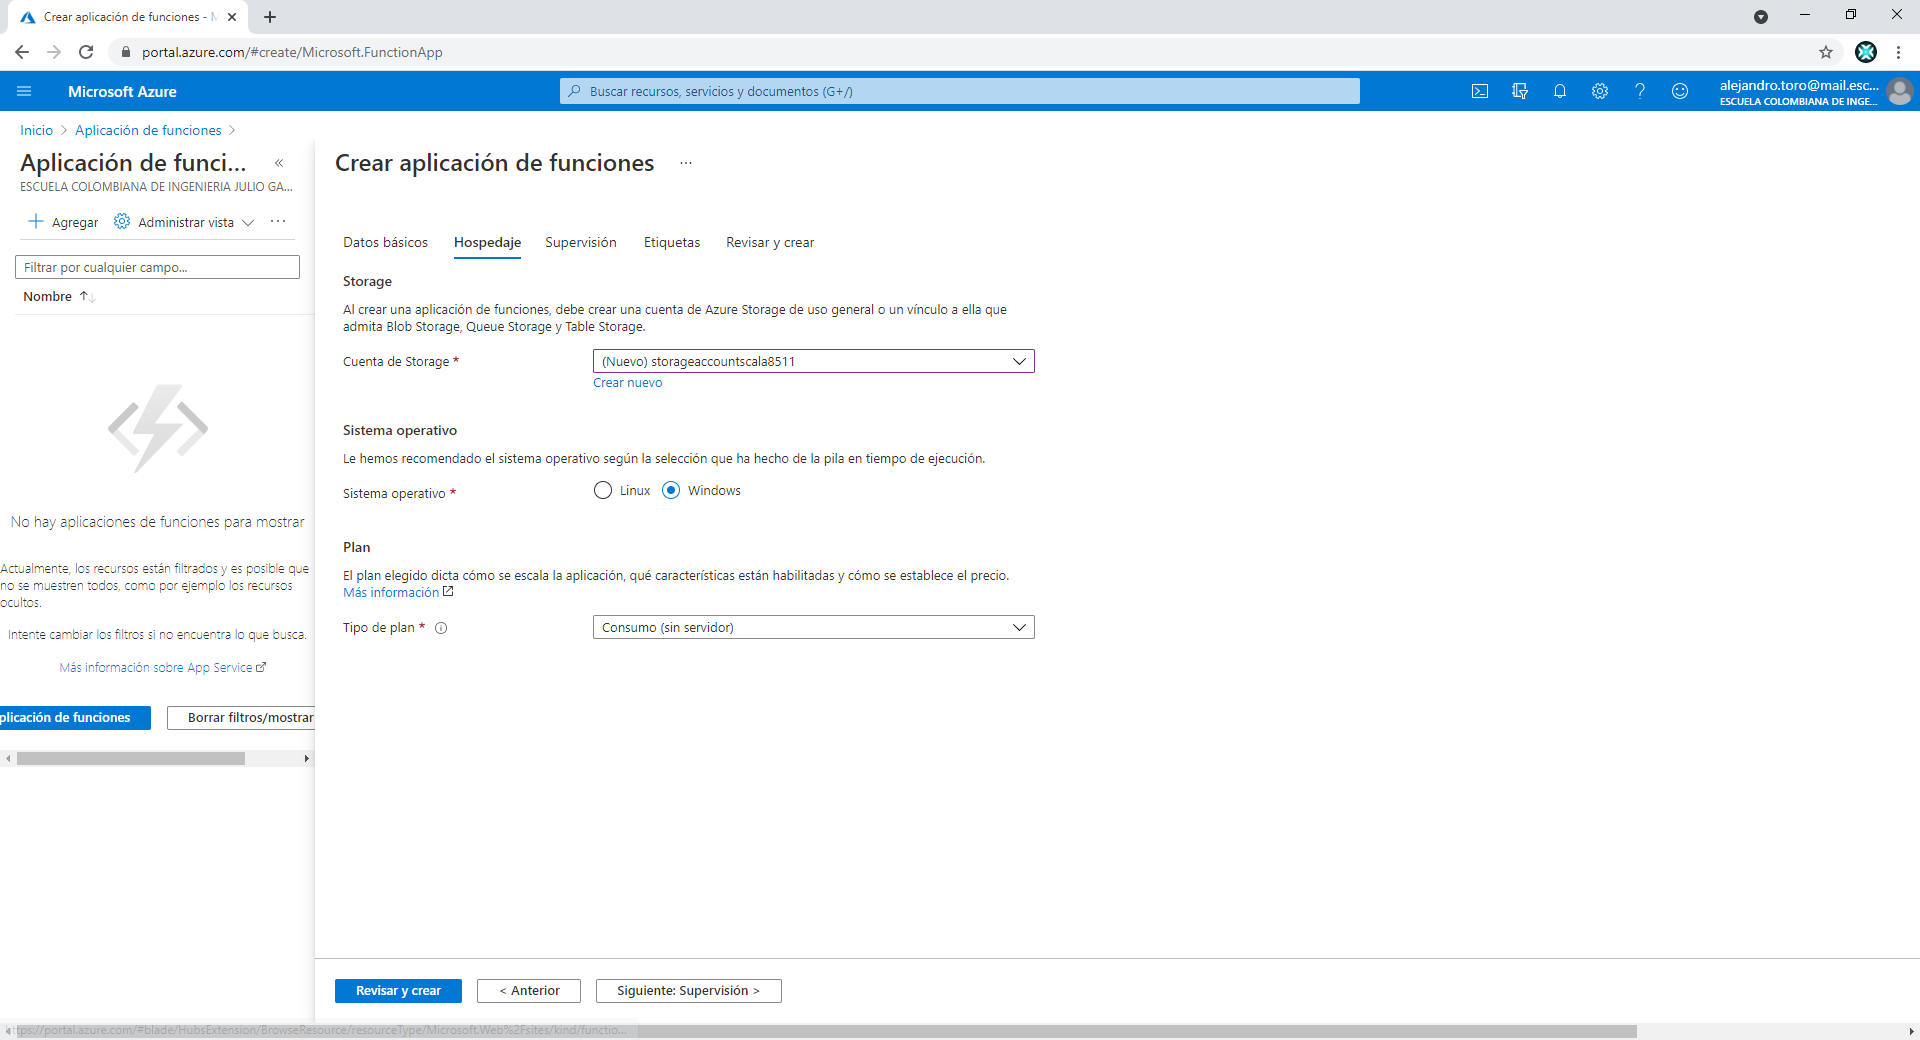 Crear aplicación de funciones - M
portal.azure.com/#create/Microsoft.FunctionApp
Microsoft Azure
Buscar recursos, servicios y documentos (G+/)
alejandro.toro@mail.esc...
ESCUELA COLOMBIANA DE INGE...
Inicio > Aplicación de funciones >
Aplicación de funci... «
ESCUELA COLOMBIANA DE INGENIERIA JULIO GA...
+ Agregar Administrar vista ...
Filtrar por cualquier campo...
Nombre ↑↓
No hay aplicaciones de funciones para mostrar
Actualmente, los recursos están filtrados y es posible que
no se muestren todos, como por ejemplo los recursos
ocultos.
Intente cambiar los filtros si no encuentra lo que busca.
Más información sobre App Service
plicación de funciones
Borrar filtros/mostrar
Crear aplicación de funciones ...
Datos básicos Hospedaje Supervisión Etiquetas Revisar y crear
Storage
Al crear una aplicación de funciones, debe crear una cuenta de Azure Storage de uso general o un vínculo a ella que
admita Blob Storage, Queue Storage y Table Storage.
Cuenta de Storage *
(Nuevo) storageaccountscala8511
Crear nuevo
Sistema operativo
Le hemos recomendado el sistema operativo según la selección que ha hecho de la pila en tiempo de ejecución.
Sistema operativo *
Linux Windows
Plan
El plan elegido dicta cómo se escala la aplicación, qué características están habilitadas y cómo se establece el precio.
Más información
Tipo de plan *
Consumo (sin servidor)
Revisar y crear
< Anterior
Siguiente: Supervisión >
https://portal.azure.com/#blade/HubsExtension/BrowseResource/resourceType/Microsoft.Web%2Fsites/kind/functio...